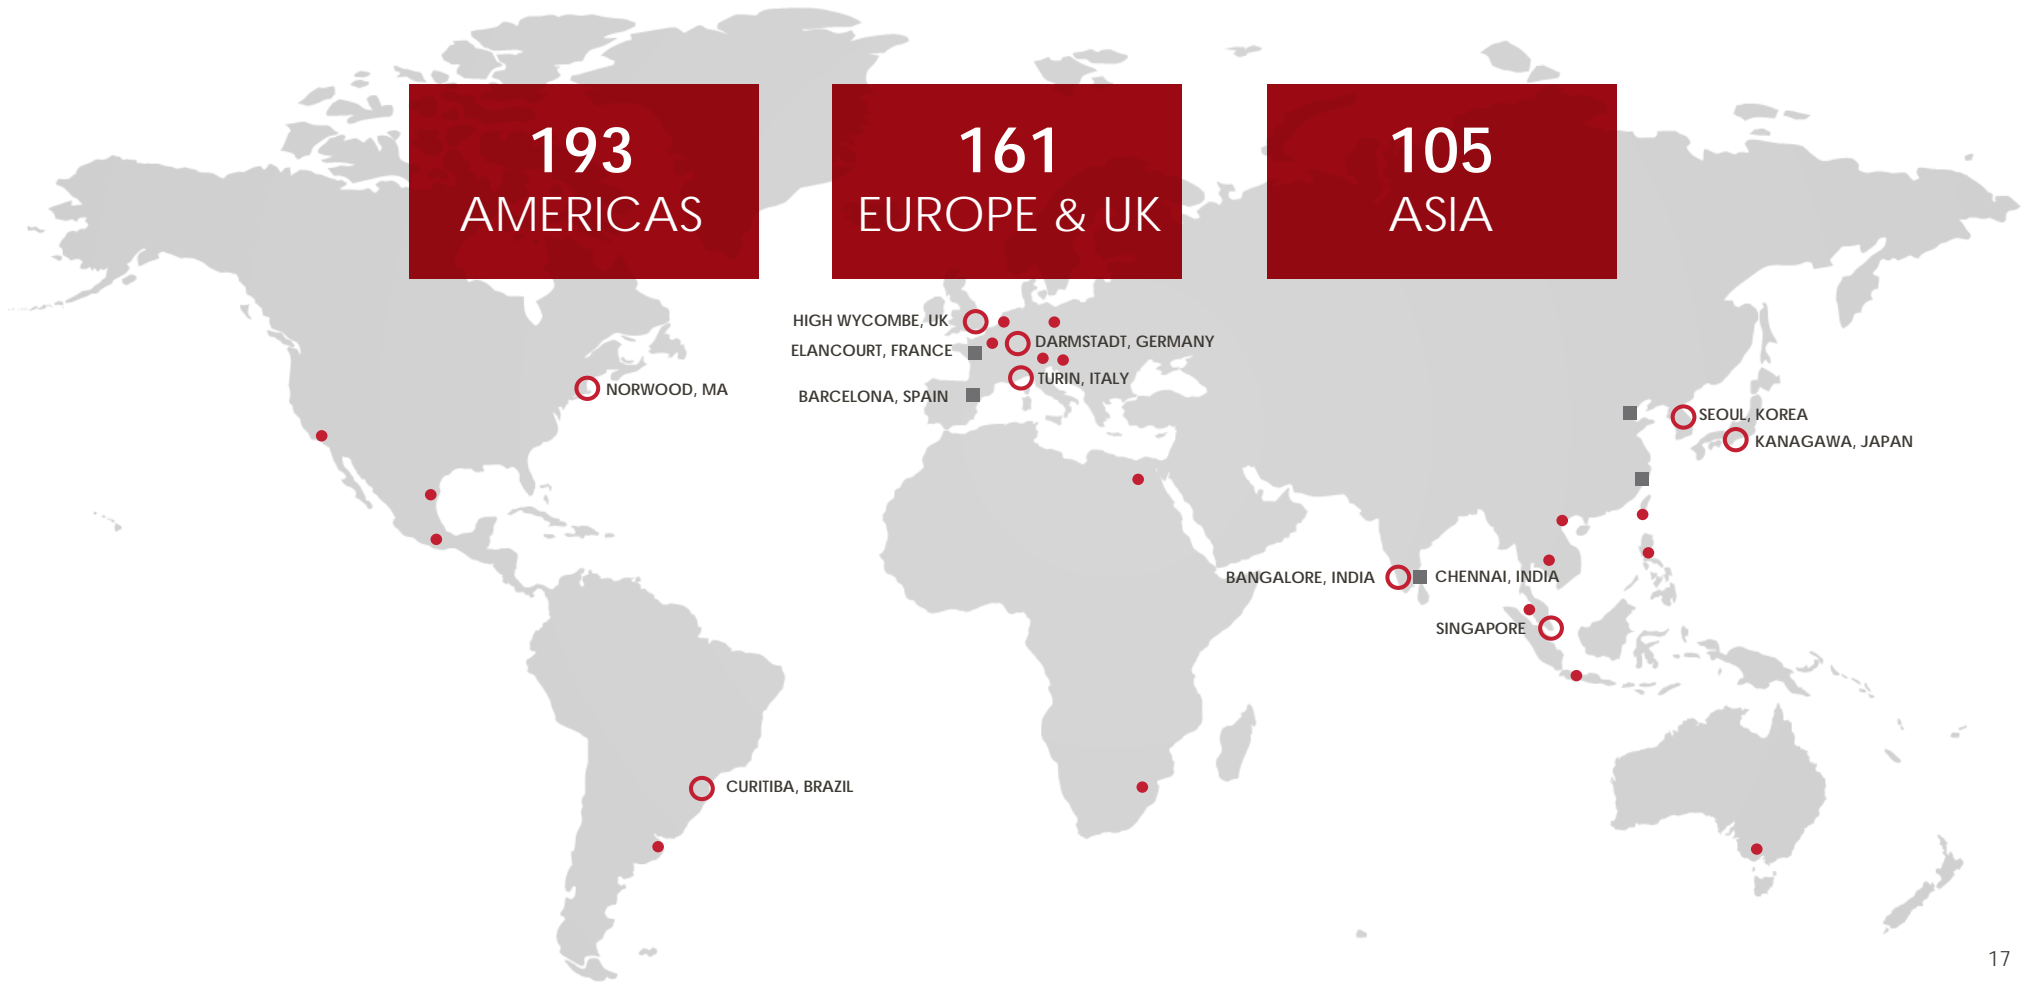 193
AMERICAS
161
EUROPE & UK
105
ASIA
HIGH WYCOMBE, UK
DARMSTADT, GERMANY
ELANCOURT, FRANCE
TURIN, ITALY
NORWOOD, MA
BARCELONA, SPAIN
SEOUL, KOREA
KANAGAWA, JAPAN
BANGALORE, INDIA
CHENNAI, INDIA
SINGAPORE
CURITIBA, BRAZIL
17